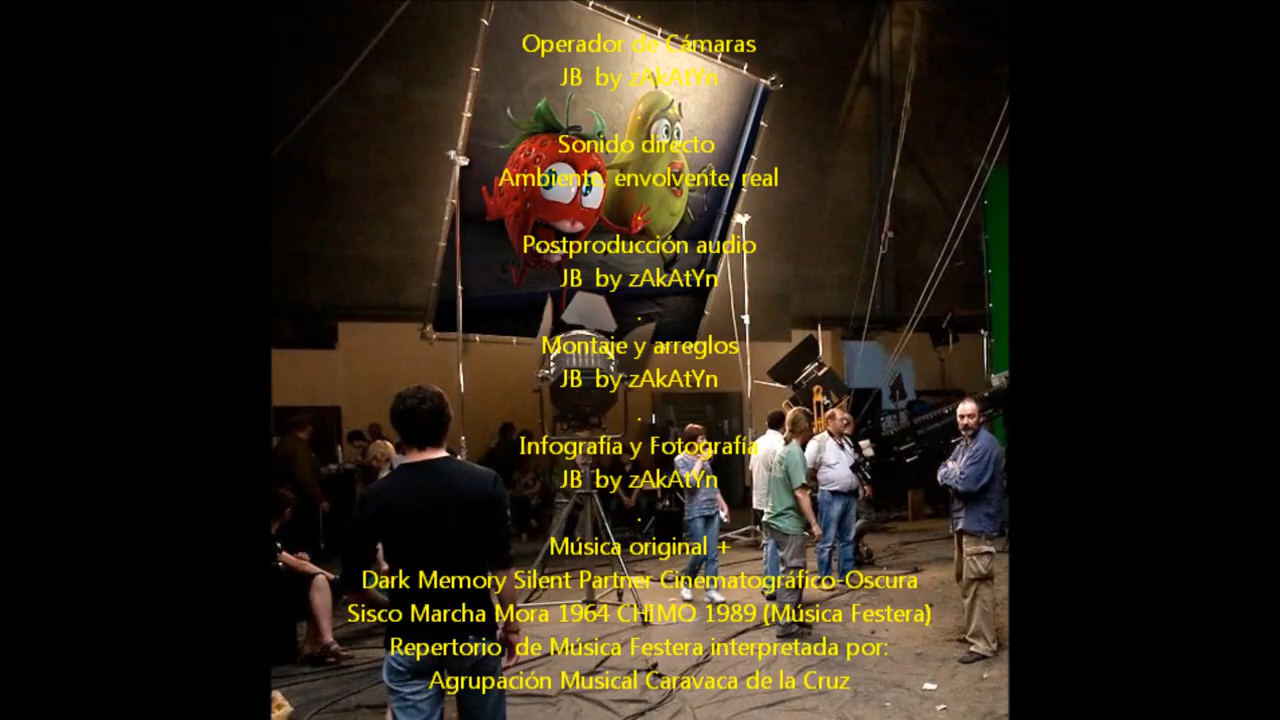 Operador de Cámaras
JB by zAkAtYn
Sonido directo
Ambiente, envolvente, real
Postproducción audio
JB by zAkAtYn
.
Montaje y arreglos
JB by zAkAtYn
.
Infografía y Fotografía
JB by zAkAtYn
.
Música original +
Dark Memory Silent Partner Cinematográfico-Oscura
Sisco Marcha Mora 1964 CHIMO 1989 (Música Festera)
Repertorio de Música Festera interpretada por:
Agrupación Musical Caravaca de la Cruz